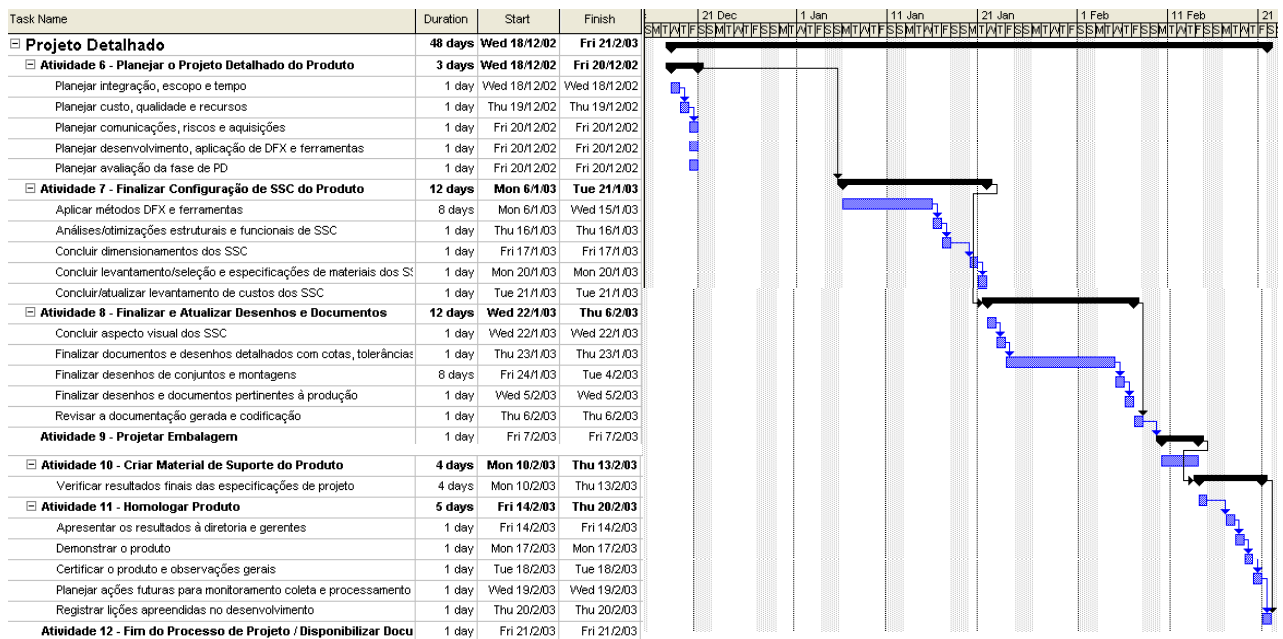 Task Name Duration Start Finish 21 Dec 1 Jan 11 Jan 21 Jan 1 Feb 11 Feb 21
Projeto Detalhado 48 days Wed 18/12/02 Fri 21/2/03
Atividade 6 - Planejar o Projeto Detalhado do Produto 3 days Wed 18/12/02 Fri 20/12/02
Planejar integração, escopo e tempo 1 day Wed 18/12/02 Wed 18/12/02
Planejar custo, qualidade e recursos 1 day Thu 19/12/02 Thu 19/12/02
Planejar comunicações, riscos e aquisições 1 day Fri 20/12/02 Fri 20/12/02
Planejar desenvolvimento, aplicação de DFX e ferramentas 1 day Fri 20/12/02 Fri 20/12/02
Planejar avaliação da fase de PD 1 day Fri 20/12/02 Fri 20/12/02
Atividade 7 - Finalizar Configuração de SSC do Produto 12 days Mon 6/1/03 Tue 21/1/03
Aplicar métodos DFX e ferramentas 8 days Mon 6/1/03 Wed 15/1/03
Análises/otimizações estruturais e funcionais de SSC 1 day Thu 16/1/03 Thu 16/1/03
Concluir dimensionamentos dos SSC 1 day Fri 17/1/03 Fri 17/1/03
Concluir levantamento/seleção e especificações de materiais dos SS 1 day Mon 20/1/03 Mon 20/1/03
Concluir/atualizar levantamento de custos dos SSC 1 day Tue 21/1/03 Tue 21/1/03
Atividade 8 - Finalizar e Atualizar Desenhos e Documentos 12 days Wed 22/1/03 Thu 6/2/03
Concluir aspecto visual dos SSC 1 day Wed 22/1/03 Wed 22/1/03
Finalizar documentos e desenhos detalhados com cotas, tolerâncias 1 day Thu 23/1/03 Thu 23/1/03
Finalizar desenhos de conjuntos e montagens 8 days Fri 24/1/03 Tue 4/2/03
Finalizar desenhos e documentos pertinentes à produção 1 day Wed 5/2/03 Wed 5/2/03
Revisar a documentação gerada e codificação 1 day Thu 6/2/03 Thu 6/2/03
Atividade 9 - Projetar Embalagem 1 day Fri 7/2/03 Fri 7/2/03
Atividade 10 - Criar Material de Suporte do Produto 4 days Mon 10/2/03 Thu 13/2/03
Verificar resultados finais das especificações de projeto 4 days Mon 10/2/03 Thu 13/2/03
Atividade 11 - Homologar Produto 5 days Fri 14/2/03 Thu 20/2/03
Apresentar os resultados à diretoria e gerentes 1 day Fri 14/2/03 Fri 14/2/03
Demonstrar o produto 1 day Mon 17/2/03 Mon 17/2/03
Certificar o produto e observações gerais 1 day Tue 18/2/03 Tue 18/2/03
Planejar ações futuras para monitoramento coleta e processamento 1 day Wed 19/2/03 Wed 19/2/03
Registrar lições apreendidas no desenvolvimento 1 day Thu 20/2/03 Thu 20/2/03
Atividade 12 - Fim do Processo de Projeto / Disponibilizar Docu 1 day Fri 21/2/03 Fri 21/2/03